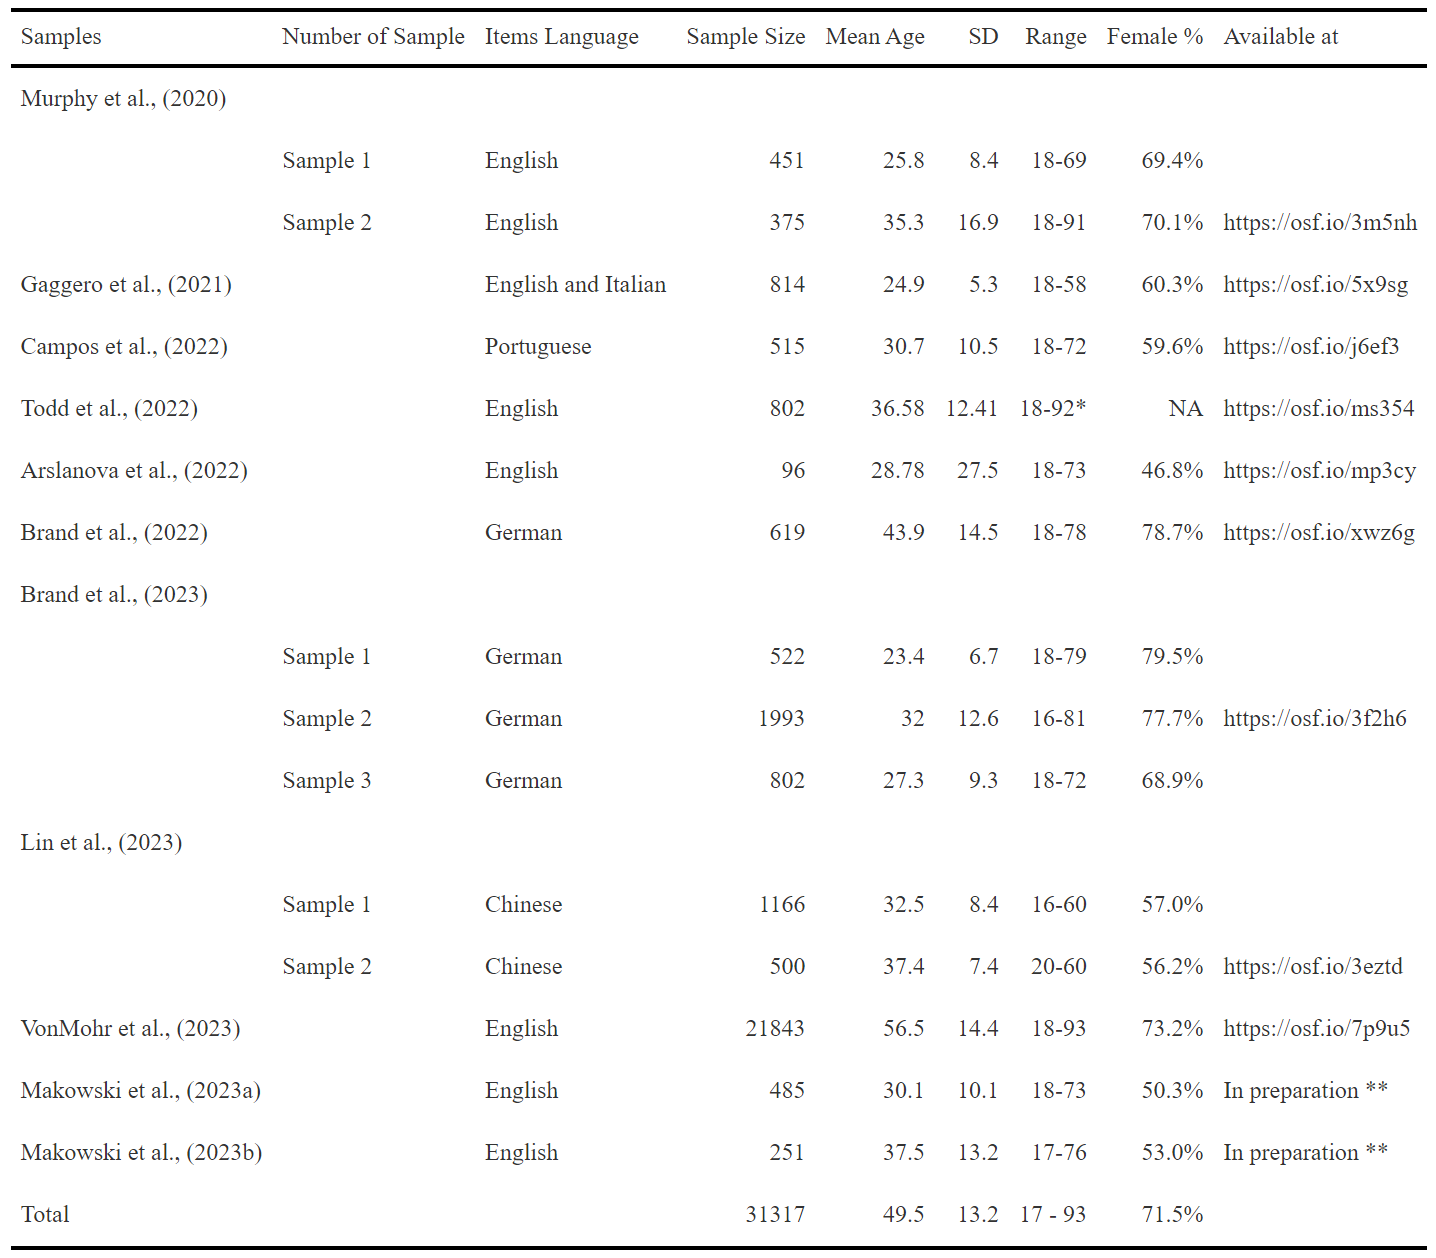 Samples Number of Sample Items Language Sample Size Mean Age SD Range Female % Available at
Murphy et al., (2020)
Sample 1 English 451 25.8 8.4 18-69 69.4%
Sample 2 English 375 35.3 16.9 18-91 70.1% https://osf.io/3m5nh
Gaggero et al., (2021) English and Italian 814 24.9 5.3 18-58 60.3% https://osf.io/5x9sg
Campos et al., (2022) Portuguese 515 30.7 10.5 18-72 59.6% https://osf.io/j6ef3
Todd et al., (2022) English 802 36.58 12.41 18-92* NA https://osf.io/ms354
Arslanova et al., (2022) English 96 28.78 27.5 18-73 46.8% https://osf.io/mp3cy
Brand et al., (2022) German 619 43.9 14.5 18-78 78.7% https://osf.io/xwz6g
Brand et al., (2023)
Sample 1 German 522 23.4 6.7 18-79 79.5%
Sample 2 German 1993 32 12.6 16-81 77.7% https://osf.io/3f2h6
Sample 3 German 802 27.3 9.3 18-72 68.9%
Lin et al., (2023)
Sample 1 Chinese 1166 32.5 8.4 16-60 57.0%
Sample 2 Chinese 500 37.4 7.4 20-60 56.2% https://osf.io/3eztd
VonMohr et al., (2023) English 21843 56.5 14.4 18-93 73.2% https://osf.io/7p9u5
Makowski et al., (2023a) English 485 30.1 10.1 18-73 50.3% In preparation **
Makowski et al., (2023b) English 251 37.5 13.2 17-76 53.0% In preparation **
Total 31317 49.5 13.2 17 - 93 71.5%